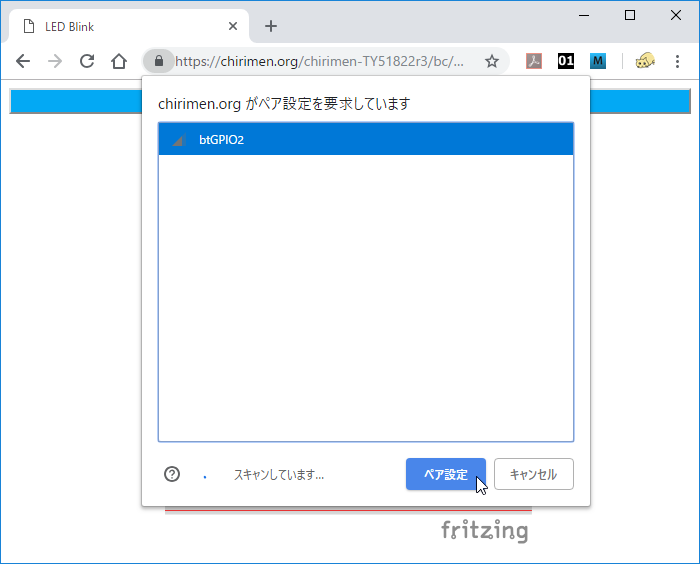 LED Blink
https://chirimen.org/chirimen-TY51822r3/bc/...
01
M
chirimen.org がペア設定を要求しています
btGPIO2
スキャンしています...
ペア設定
キャンセル
fritzing